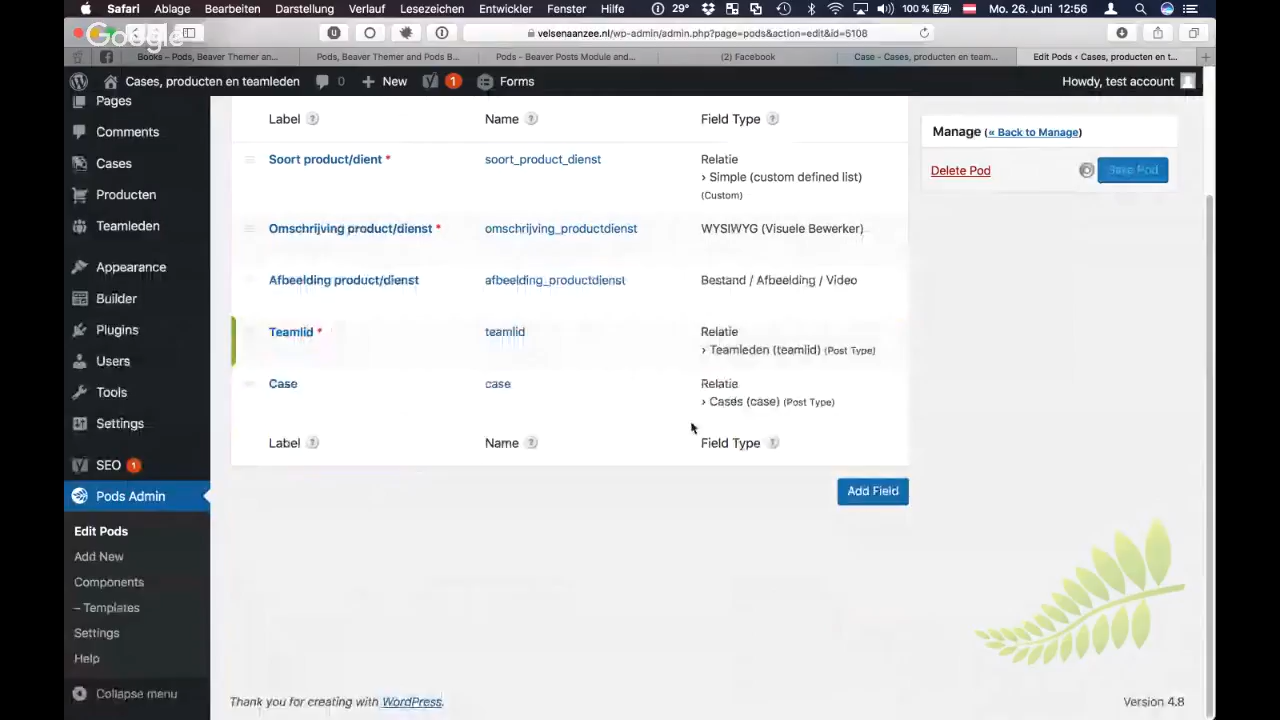 Safari Ablage Bearbeiten Darstellung Verlauf Lesezeichen Entwickler Fenster Hilfe 29° 100 % Mo. 26. Juni 12:56
Google
velsenaanzee.nl/wp-admin/admin.php?page=pods&action=edit&id=5108
Books – Pods, Beaver Themer an... Pods, Beaver Themer and Pods B... Pods - Beaver Posts Module and... (2) Facebook Case - Cases, producten en team... Edit Pods ‹ Cases, producten en t...
Cases, producten en teamleden 0 New 1 Forms Howdy, test account
Pages
Comments
Cases
Producten
Teamleden
Appearance
Builder
Plugins
Users
Tools
Settings
SEO 1
Pods Admin
Edit Pods
Add New
Components
– Templates
Settings
Help
Collapse menu
Label ? Name ? Field Type ?
Soort product/dient * soort_product_dienst Relatie
› Simple (custom defined list)
(Custom)
Omschrijving product/dienst * omschrijving_productdienst WYSIWYG (Visuele Bewerker)
Afbeelding product/dienst afbeelding_productdienst Bestand / Afbeelding / Video
Teamlid * teamlid Relatie
› Teamleden (teamlid) (Post Type)
Case case Relatie
› Cases (case) (Post Type)
Label ? Name ? Field Type ?
Add Field
Manage (« Back to Manage)
Delete Pod Save Pod
Thank you for creating with WordPress. Version 4.8